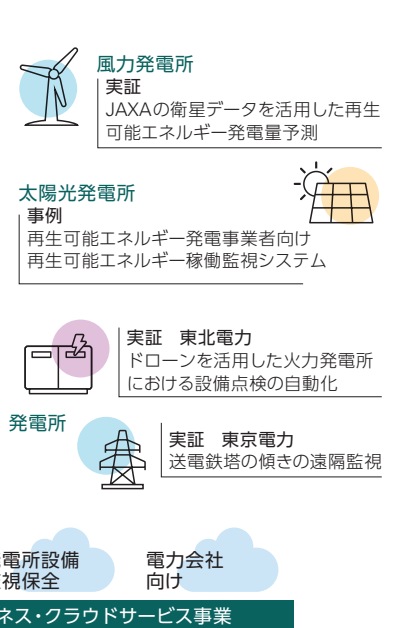 風力発電所
実証
JAXAの衛星データを活用した再生
可能エネルギー発電量予測
太陽光発電所
事例
再生可能エネルギー発電事業者向け
再生可能エネルギー稼働監視システム
実証　東北電力
ドローンを活用した火力発電所
における設備点検の自動化
発電所
実証　東京電力
送電鉄塔の傾きの遠隔監視
電所設備
視保全
電力会社
向け
ネス・クラウドサービス事業